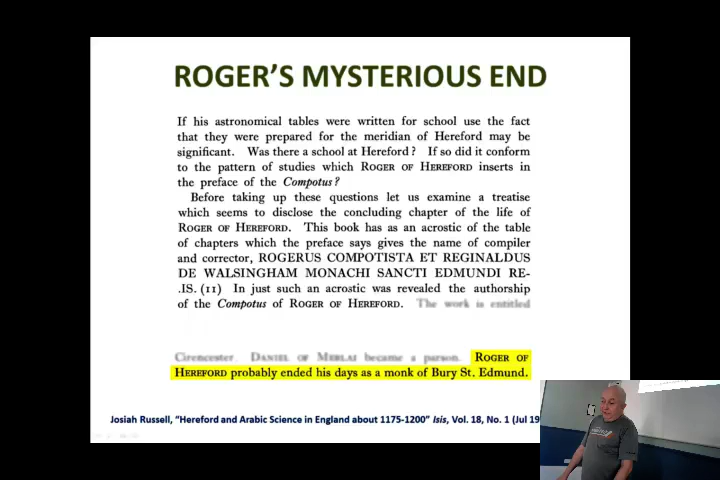 ROGER'S MYSTERIOUS END
If his astronomical tables were written for school use the fact
that they were prepared for the meridian of Hereford may be
significant. Was there a school at Hereford? If so did it conform
to the pattern of studies which ROGER OF HEREFORD inserts in
the preface of the Compotus?
Before taking up these questions let us examine a treatise
which seems to disclose the concluding chapter of the life of
ROGER OF HEREFORD. This book has as an acrostic of the table
of chapters which the preface says gives the name of compiler
and corrector, ROGERUS COMPOTISTA ET REGINALDUS
DE WALSINGHAM MONACHI SANCTI EDMUNDI RE-
.IS. (11) In just such an acrostic was revealed the authorship
of the Compotus of ROGER OF HEREFORD. The work is entitled
Cirencester. DANIEL OF MERLAI became a parson. ROGER OF
HEREFORD probably ended his days as a monk of Bury St. Edmund.
Josiah Russell, "Hereford and Arabic Science in England about 1175-1200" Isis, Vol. 18, No. 1 (Jul 19